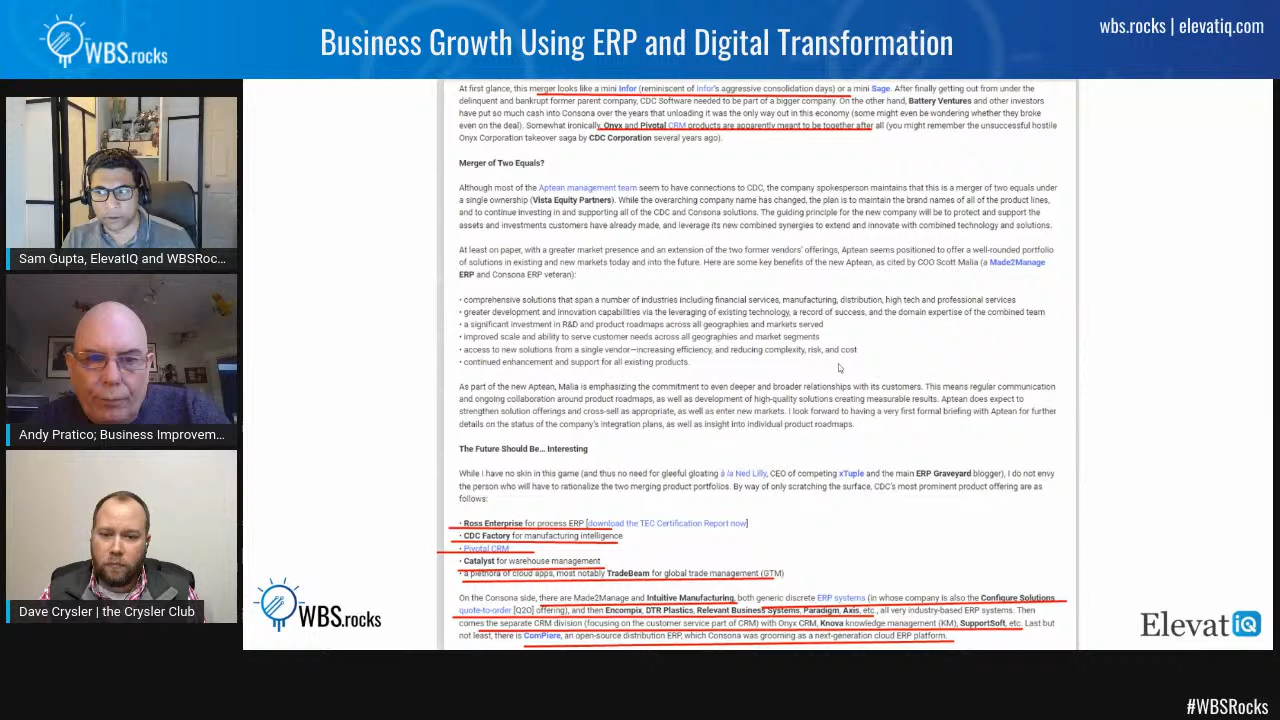 WBS.rocks
Business Growth Using ERP and Digital Transformation
wbs.rocks | elevatiq.com
Sam Gupta, ElevatIQ and WBSRoc...
Andy Pratico; Business Improvem...
Dave Crysler | the Crysler Club
At first glance, this merger looks like a mini Infor (reminiscent of Infor's aggressive consolidation days) or a mini Sage. After finally getting out from under the
delinquent and bankrupt former parent company, CDC Software needed to be part of a bigger company. On the other hand, Battery Ventures and other investors
have put so much cash into Consona over the years that unloading it was the only way out in this economy (some might even be wondering whether they broke
even on the deal). Somewhat ironically, Onyx and Pivotal CRM products are apparently meant to be together after all (you might remember the unsuccessful hostile
Onyx Corporation takeover saga by CDC Corporation several years ago).
Merger of Two Equals?
Although most of the Aptean management team seem to have connections to CDC, the company spokesperson maintains that this is a merger of two equals under
a single ownership (Vista Equity Partners). While the overarching company name has changed, the plan is to maintain the brand names of all of the product lines,
and to continue investing in and supporting all of the CDC and Consona solutions. The guiding principle for the new company will be to protect and support the
assets and investments customers have already made, and leverage its new combined synergies to extend and innovate with combined technology and solutions.
At least on paper, with a greater market presence and an extension of the two former vendors' offerings, Aptean seems positioned to offer a well-rounded portfolio
of solutions in existing and new markets today and into the future. Here are some key benefits of the new Aptean, as cited by COO Scott Malia (a Made2Manage
ERP and Consona ERP veteran):
• comprehensive solutions that span a number of industries including financial services, manufacturing, distribution, high tech and professional services
• greater development and innovation capabilities via the leveraging of existing technology, a record of success, and the domain expertise of the combined team
• a significant investment in R&D and product roadmaps across all geographies and markets served
• improved scale and ability to serve customer needs across all geographies and market segments
• access to new solutions from a single vendor—increasing efficiency, and reducing complexity, risk, and cost
• continued enhancement and support for all existing products.
As part of the new Aptean, Malia is emphasizing the commitment to even deeper and broader relationships with its customers. This means regular communication
and ongoing collaboration around product roadmaps, as well as development of high-quality solutions creating measurable results. Aptean does expect to
strengthen solution offerings and cross-sell as appropriate, as well as enter new markets. I look forward to having a very first formal briefing with Aptean for further
details on the status of the company's integration plans, as well as insight into individual product roadmaps.
The Future Should Be... Interesting
While I have no skin in this game (and thus no need for gleeful gloating à la Ned Lilly, CEO of competing xTuple and the main ERP Graveyard blogger), I do not envy
the person who will have to rationalize the two merging product portfolios. By way of only scratching the surface, CDC's most prominent product offering are as
follows:
• Ross Enterprise for process ERP [download the TEC Certification Report now]
• CDC Factory for manufacturing intelligence
• Pivotal CRM
• Catalyst for warehouse management
• a plethora of cloud apps, most notably TradeBeam for global trade management (GTM)
On the Consona side, there are Made2Manage and Intuitive Manufacturing, both generic discrete ERP systems (in whose company is also the Configure Solutions
quote-to-order [Q2O] offering), and then Encompix, DTR Plastics, Relevant Business Systems, Paradigm, Axis, etc., all very industry-based ERP systems. Then
comes the separate CRM division (focusing on the customer service part of CRM) with Onyx CRM, Knova knowledge management (KM), SupportSoft, etc. Last but
not least, there is ComPiere, an open-source distribution ERP, which Consona was grooming as a next-generation cloud ERP platform.
WBS.rocks
ElevatIQ
#WBSRocks